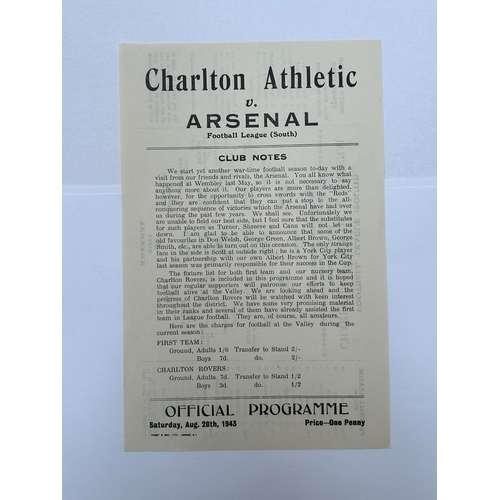 Charlton Athletic
v.
ARSENAL
Football League (South)
CLUB NOTES
We start yet another war-time football season to-day with a
visit from our friends and rivals, the Arsenal. You all know what
happened at Wembley last May, so it is not necessary to say
anything more about it. Our players are more than delighted,
however, for the opportunity to cross swords with the "Reds"
and they are confident that they can put a stop to the all-
conquering sequence of victories which the Arsenal have had over
us during the past few years. We shall see. Unfortunately we
are unable to field our best side, but I feel sure that the substitutes
for such players as Turner, Shreeve and Cann will not let us
down. I am glad to be able to announce that some of the
old favourites in Don Welsh, George Green, Albert Brown, George
Smith, etc., are able to turn out on this occasion. The only strange
face in the side is Scott at outside right; he is a York City player
and his partnership with our own Albert Brown for York City
last season was primarily responsible for their success in the Cup.
The fixture list for both first team and our nursery team,
Charlton Rovers, is included in this programme and it is hoped
that our regular supporters will patronise our efforts to keep
football alive at the Valley. We are looking ahead and the
progress of Charlton Rovers will be watched with keen interest
throughout the district. We have some very promising material
in their ranks and several of them have already assisted the first
team in League football. They are, of course, all amateurs.
Here are the charges for football at the Valley during the
current season:
FIRST TEAM:
Ground, Adults 1/6 Transfer to Stand 2/-
Boys 7d. do. 2/-
CHARLTON ROVERS:
Ground, Adults 7d. Transfer to Stand 1/2
Boys 3d. do. 1/2
OFFICIAL PROGRAMME
Saturday, Aug. 28th, 1943 Price—One Penny